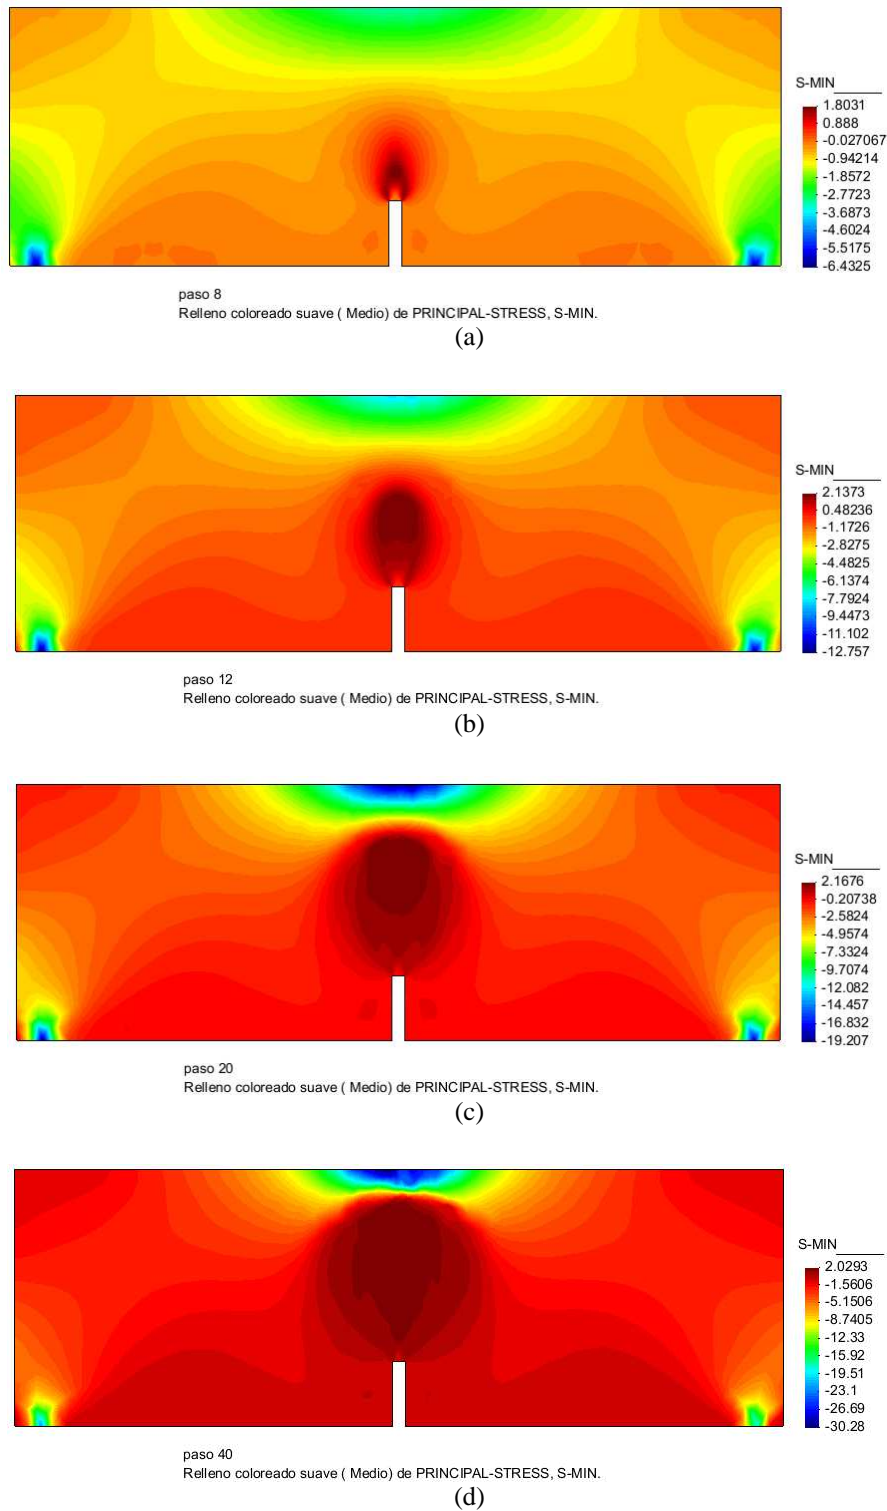 S-MIN
1.8031
0.888
-0.027067
-0.94214
-1.8572
-2.7723
-3.6873
-4.6024
-5.5175
-6.4325
paso 8
Relleno coloreado suave ( Medio) de PRINCIPAL-STRESS, S-MIN.
(a)
S-MIN
2.1373
0.48236
-1.1726
-2.8275
-4.4825
-6.1374
-7.7924
-9.4473
-11.102
-12.757
paso 12
Relleno coloreado suave ( Medio) de PRINCIPAL-STRESS, S-MIN.
(b)
S-MIN
2.1676
-0.20738
-2.5824
-4.9574
-7.3324
-9.7074
-12.082
-14.457
-16.832
-19.207
paso 20
Relleno coloreado suave ( Medio) de PRINCIPAL-STRESS, S-MIN.
(c)
S-MIN
2.0293
-1.5606
-5.1506
-8.7405
-12.33
-15.92
-19.51
-23.1
-26.69
-30.28
paso 40
Relleno coloreado suave ( Medio) de PRINCIPAL-STRESS, S-MIN.
(d)